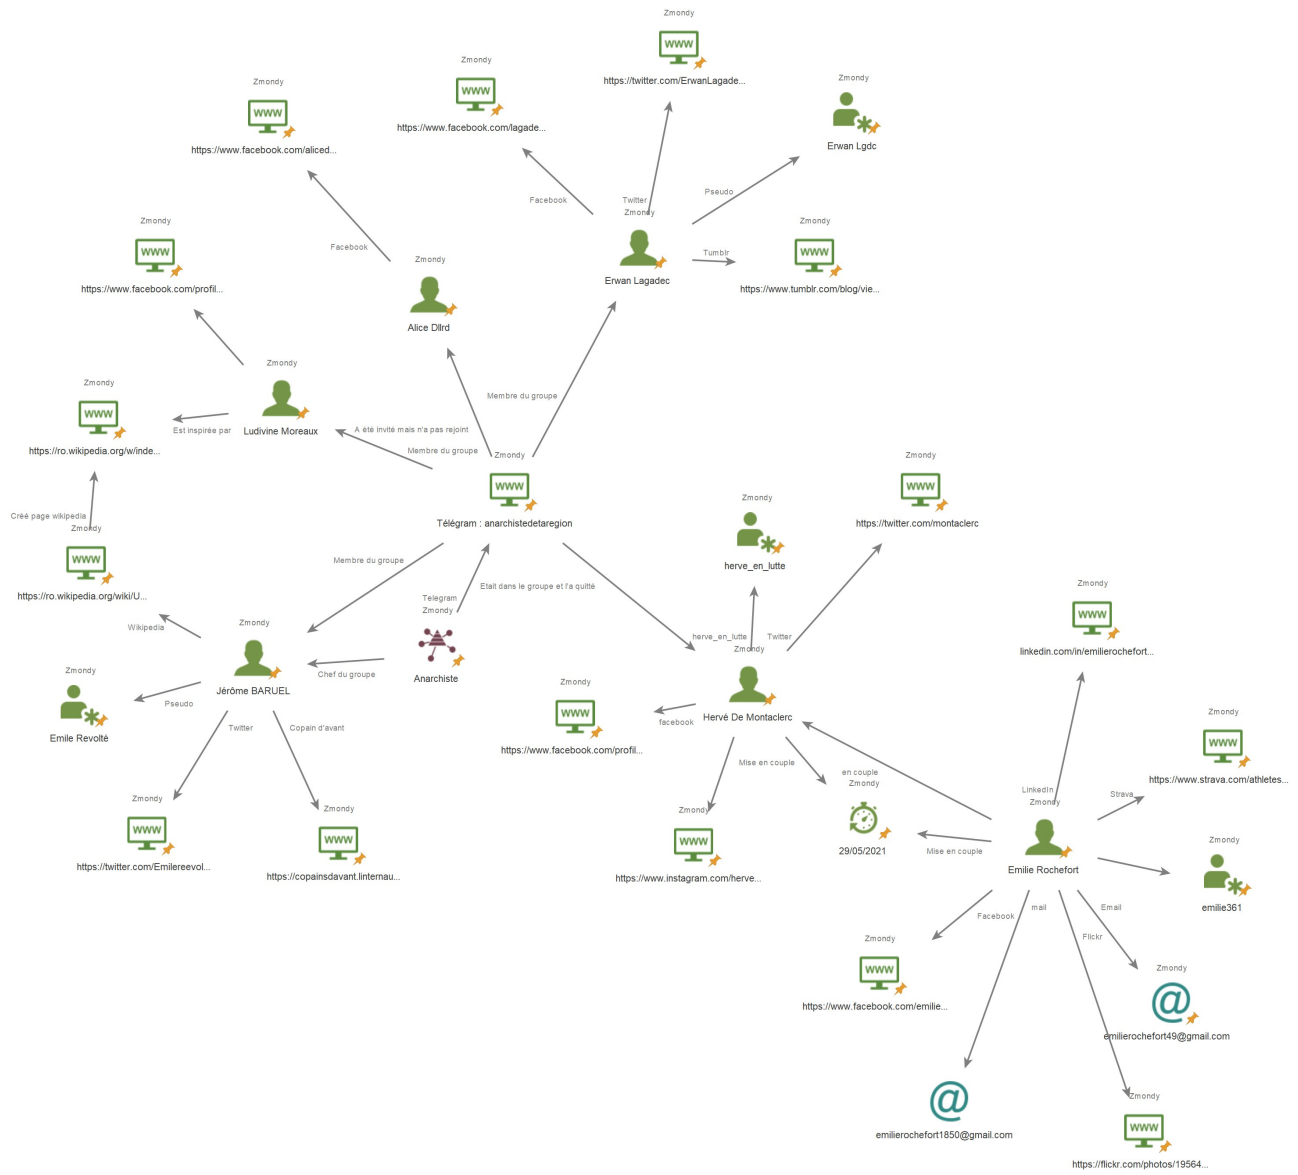 Zmondy
https://twitter.com/ErwanLagade...
Zmondy
https://www.facebook.com/lagade...
Zmondy
Erwan Lgdc
Zmondy
https://www.facebook.com/aliced...
Facebook
Twitter
Pseudo
Zmondy
Erwan Lagadec
Tumblr
Zmondy
https://www.tumblr.com/blog/vie...
Facebook
Zmondy
Alice Dllrd
Zmondy
https://www.facebook.com/profil...
Zmondy
Ludivine Moreaux
Zmondy
https://ro.wikipedia.org/w/inde...
Est inspirée par
A été invité mais n'a pas rejoint
Membre du groupe
Membre du groupe
Zmondy
Télégram : anarchistedetaregion
Créé page wikipedia
Zmondy
https://ro.wikipedia.org/wiki/U...
Wikipedia
Membre du groupe
Telegram
Zmondy
Anarchiste
Chef du groupe
Etait dans le groupe et l'a quitté
Zmondy
Jérôme BARUEL
Pseudo
Zmondy
Emile Revolté
Twitter
Copain d'avant
Zmondy
https://twitter.com/Emilereevol...
Zmondy
https://copainsdavant.linternau...
Zmondy
herve_en_lutte
Zmondy
https://twitter.com/montaclerc
herve_en_lutte
Twitter
Zmondy
Hervé De Montaclerc
facebook
Zmondy
https://www.facebook.com/profil...
Mise en couple
en couple
Zmondy
29/05/2021
Mise en couple
Zmondy
https://www.instagram.com/herve...
Zmondy
linkedin.com/in/emilierochefort...
Zmondy
https://www.strava.com/athletes...
LinkedIn
Zmondy
Strava
Emilie Rochefort
Zmondy
emilie361
Facebook
mail
Email
Flickr
Zmondy
https://www.facebook.com/emilie...
Zmondy
emilierochefort49@gmail.com
emilierochefort1850@gmail.com
Zmondy
https://flickr.com/photos/19564...